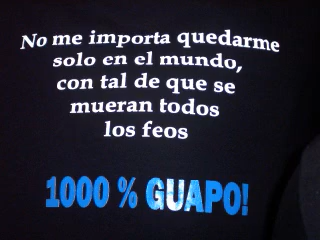 No me importa quedarme
solo en el mundo,
con tal de que se
mueran todos
los feos
1000 % GUAPO!